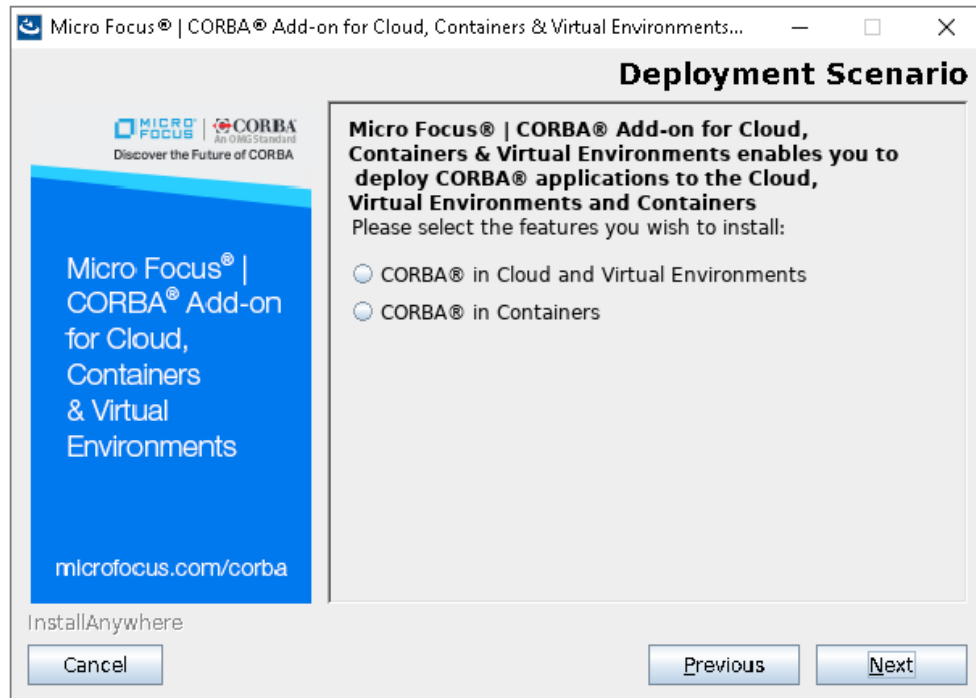 Micro Focus® | CORBA® Add-on for Cloud, Containers & Virtual Environments...
Deployment Scenario
MICRO FOCUS | CORBA
An OMG Standard
Discover the Future of CORBA
Micro Focus® |
CORBA® Add-on
for Cloud,
Containers
& Virtual
Environments
microfocus.com/corba
Micro Focus® | CORBA® Add-on for Cloud,
Containers & Virtual Environments enables you to
deploy CORBA® applications to the Cloud,
Virtual Environments and Containers
Please select the features you wish to install:
CORBA® in Cloud and Virtual Environments
CORBA® in Containers
InstallAnywhere
Cancel
Previous
Next